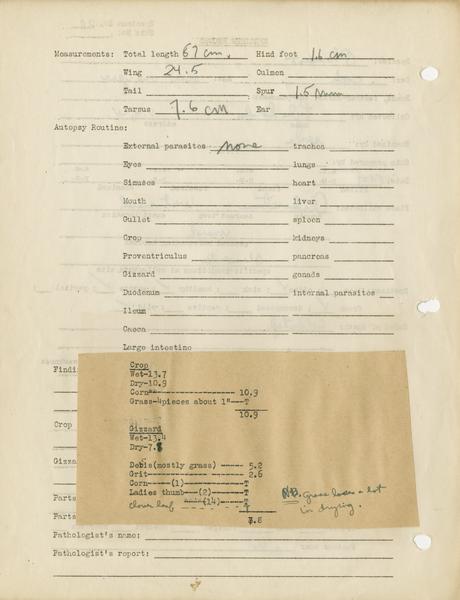 Measurements: Total length 67 cm. Hind foot 1.6 cm
Wing 24.5 Culmen
Tail Spur 1.5 mm
Tarsus 7.6 cm Ear
Autopsy Routine:
External parasites none trachea
Eyes lungs
Sinuses heart
Mouth liver
Gullet spleen
Crop kidneys
Proventriculus pancreas
Gizzard gonads
Duodenum internal parasites
Ileum
Caeca
Large intestine
Findi
Crop
Wet-13.7
Dry-10.9
Corn 10.9
Grass-4pieces about 1"--T
10.9
Crop
Gizzard
Wet-13.4
Dry-7.8
Gizza
Debis(mostly grass) ----- 5.2
Grit 2.6
Corn----(1) T
Ladies thumb--(2) T
clover leaf (14) T
7.8
N.B. Grass loses a lot
in drying.
Parts
Parts
Pathologist's name:
Pathologist's report: